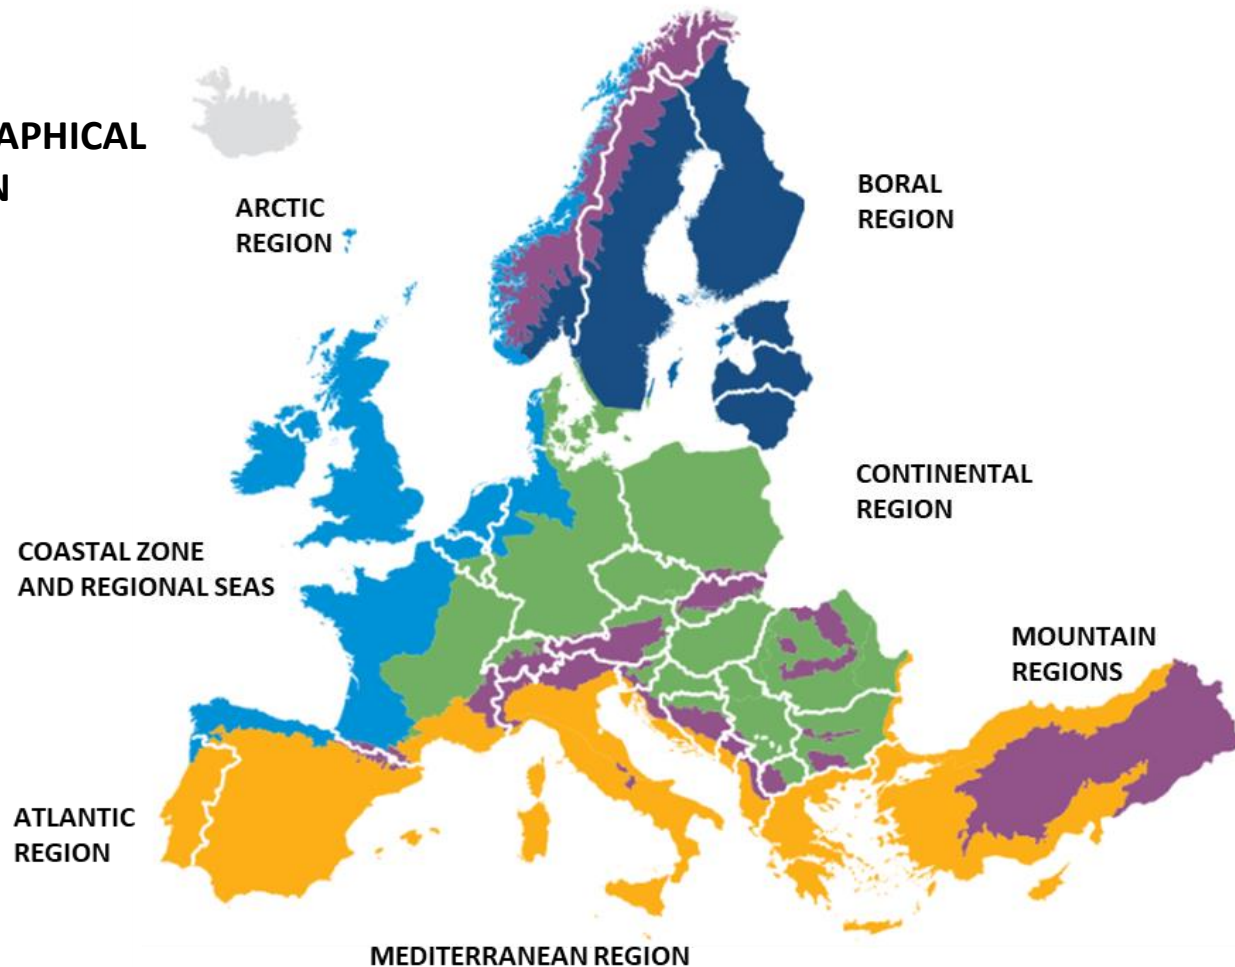 APHICAL
N
ARCTIC
REGION
BORAL
REGION
CONTINENTAL
REGION
COASTAL ZONE
AND REGIONAL SEAS
MOUNTAIN
REGIONS
ATLANTIC
REGION
MEDITERRANEAN REGION